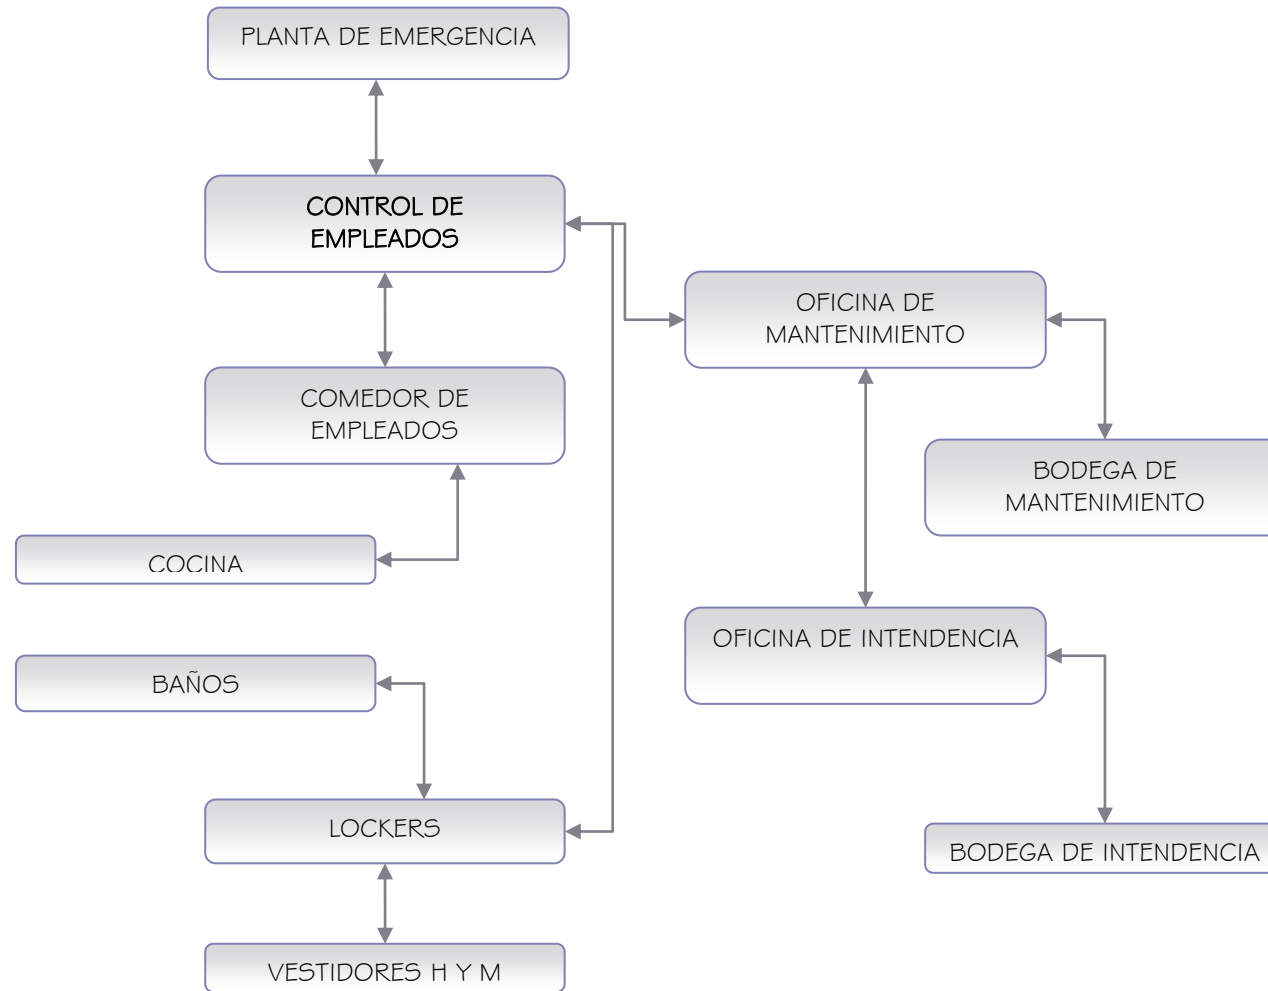 PLANTA DE EMERGENCIA
CONTROL DE
EMPLEADOS
OFICINA DE
MANTENIMIENTO
COMEDOR DE
EMPLEADOS
BODEGA DE
MANTENIMIENTO
COCINA
OFICINA DE INTENDENCIA
BAÑOS
LOCKERS
BODEGA DE INTENDENCIA
VESTIDORES H Y M